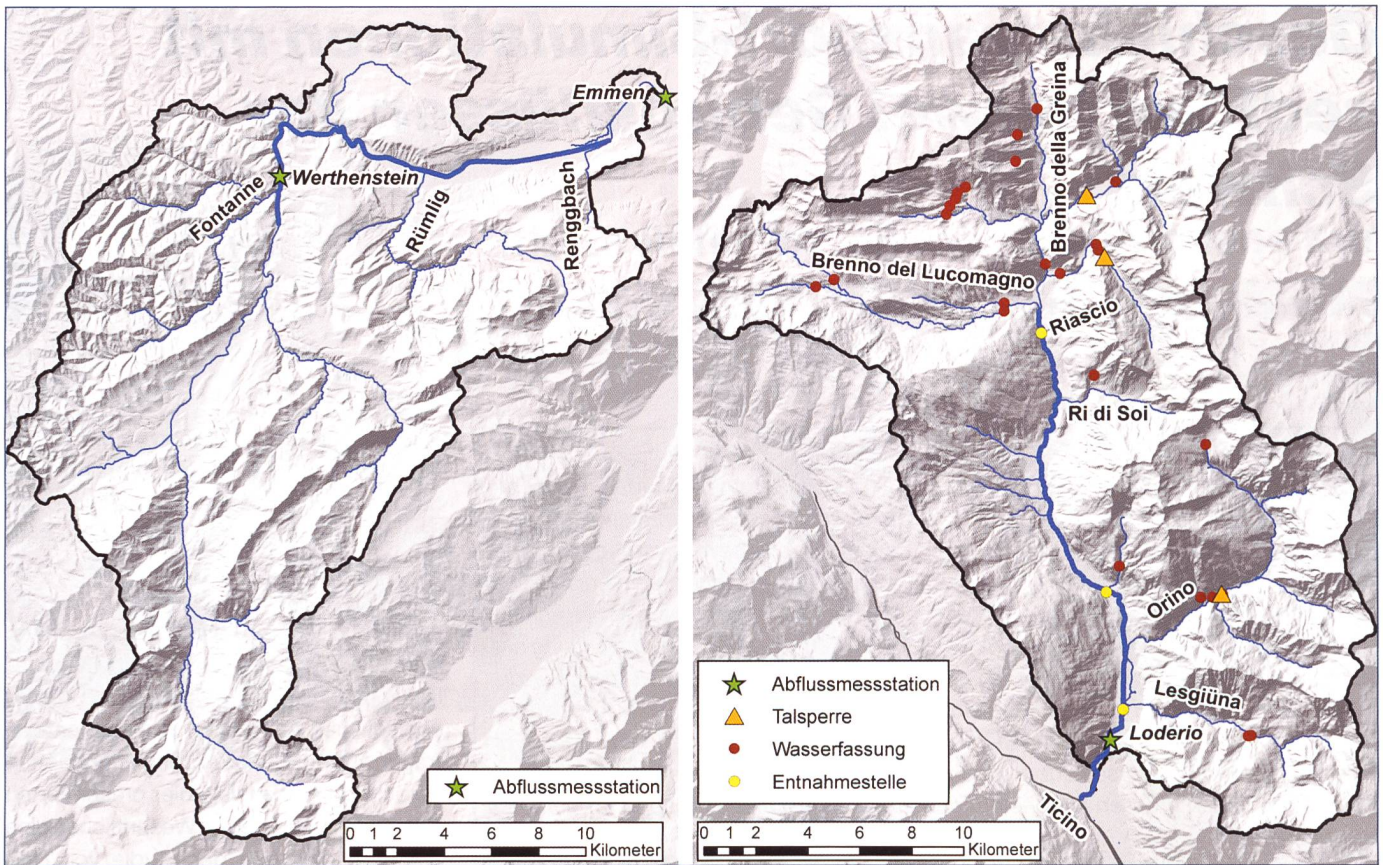 Emmen
Werthenstein
Fontanne
Rümlig
Renggbach
Abflussmessstation
0 1 2 4 6 8 10
Kilometer
Brenno della Greina
Brenno del Lucomagno
Riascio
Ri di Soi
Orino
Lesgiüna
Loderio
Ticino
Abflussmessstation
Talsperre
Wasserfassung
Entnahmestelle
0 1 2 4 6 8 10
Kilometer